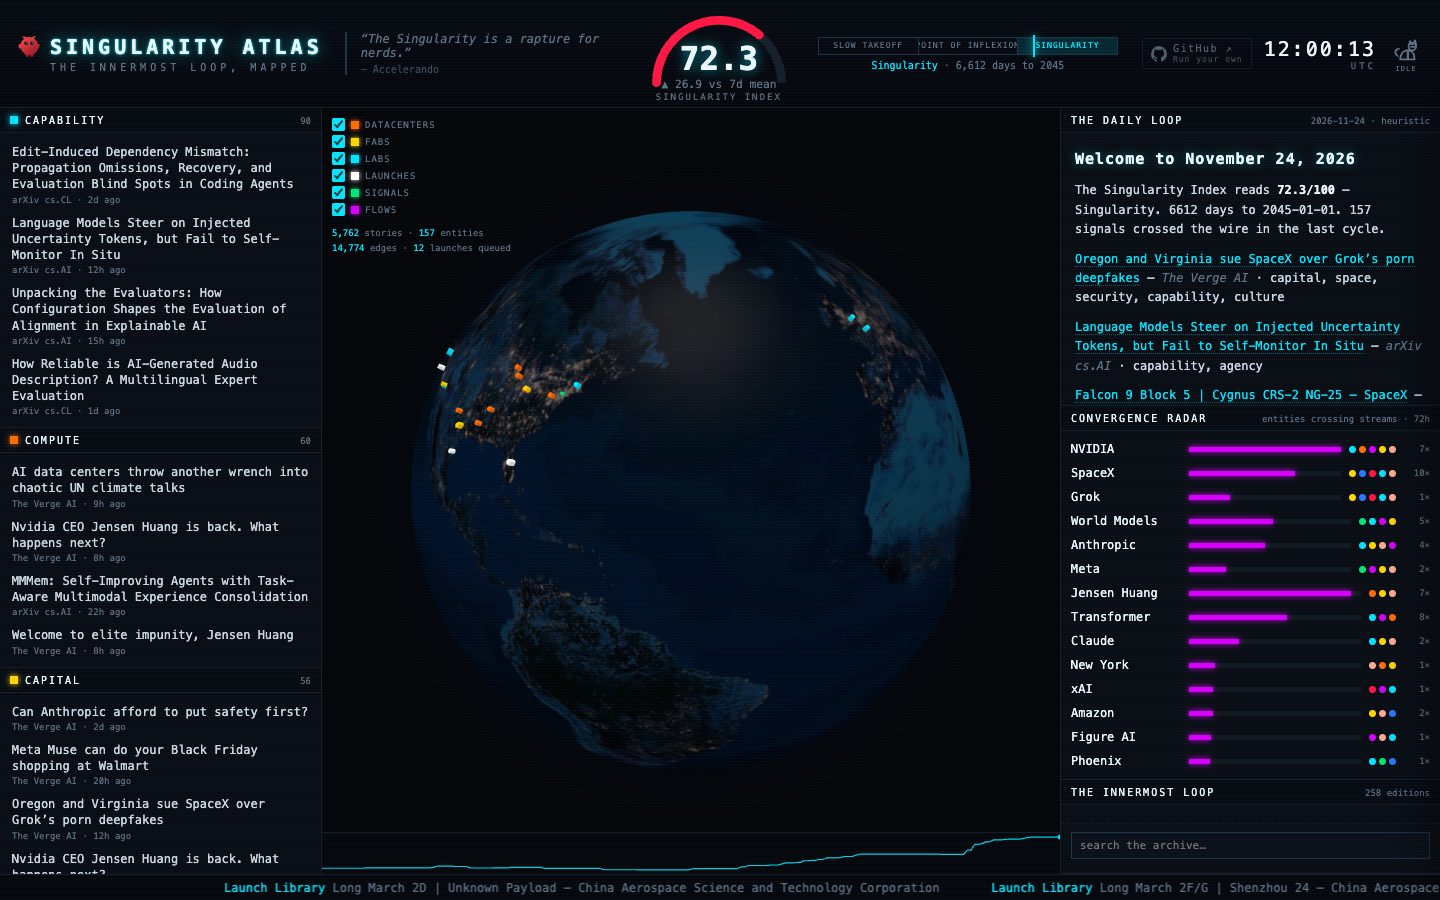 SINGULARITY ATLAS
THE INNERMOST LOOP, MAPPED
“The Singularity is a rapture for
nerds.”
— Accelerando
72.3
▲ 26.9 vs 7d mean
SINGULARITY INDEX
SLOW TAKEOFF
POINT OF INFLEXION
SINGULARITY
Singularity · 6,612 days to 2045
GitHub ↗
Run your own
12:00:13
UTC
IDLE
CAPABILITY 90
Edit-Induced Dependency Mismatch:
Propagation Omissions, Recovery, and
Evaluation Blind Spots in Coding Agents
arXiv cs.CL · 2d ago
Language Models Steer on Injected
Uncertainty Tokens, but Fail to Self-
Monitor In Situ
arXiv cs.AI · 12h ago
Unpacking the Evaluators: How
Configuration Shapes the Evaluation of
Alignment in Explainable AI
arXiv cs.AI · 15h ago
How Reliable is AI-Generated Audio
Description? A Multilingual Expert
Evaluation
arXiv cs.CL · 1d ago
COMPUTE 60
AI data centers throw another wrench into
chaotic UN climate talks
The Verge AI · 9h ago
Nvidia CEO Jensen Huang is back. What
happens next?
The Verge AI · 8h ago
MMMem: Self-Improving Agents with Task-
Aware Multimodal Experience Consolidation
arXiv cs.AI · 22h ago
Welcome to elite impunity, Jensen Huang
The Verge AI · 8h ago
CAPITAL 56
Can Anthropic afford to put safety first?
The Verge AI · 2d ago
Meta Muse can do your Black Friday
shopping at Walmart
The Verge AI · 20h ago
Oregon and Virginia sue SpaceX over
Grok’s porn deepfakes
The Verge AI · 12h ago
Nvidia CEO Jensen Huang is back. What
happens next?
DATACENTERS
FABS
LABS
LAUNCHES
SIGNALS
FLOWS
5,762 stories · 157 entities
14,774 edges · 12 launches queued
THE DAILY LOOP 2026-11-24 · heuristic
Welcome to November 24, 2026
The Singularity Index reads 72.3/100 —
Singularity. 6612 days to 2045-01-01. 157
signals crossed the wire in the last cycle.
Oregon and Virginia sue SpaceX over Grok’s porn
deepfakes — The Verge AI · capital, space,
security, capability, culture
Language Models Steer on Injected Uncertainty
Tokens, but Fail to Self-Monitor In Situ — arXiv
cs.AI · capability, agency
Falcon 9 Block 5 | Cygnus CRS-2 NG-25 — SpaceX —
CONVERGENCE RADAR entities crossing streams · 72h
NVIDIA 7×
SpaceX 10×
Grok 1×
World Models 5×
Anthropic 4×
Meta 2×
Jensen Huang 7×
Transformer 8×
Claude 2×
New York 1×
xAI 1×
Amazon 2×
Figure AI 1×
Phoenix 1×
THE INNERMOST LOOP 258 editions
search the archive…
Launch Library Long March 2D | Unknown Payload — China Aerospace Science and Technology Corporation Launch Library Long March 2F/G | Shenzhou 24 — China Aerospace